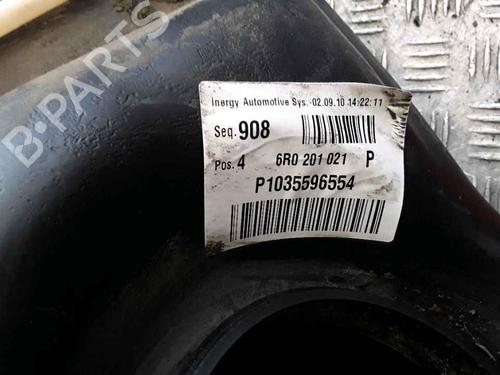 B-PARTS
Inergy Automotive Sys.-02.09.10 14:22:11
Seq. 908
Pos. 4 6R0 201 021 P
P1035596554